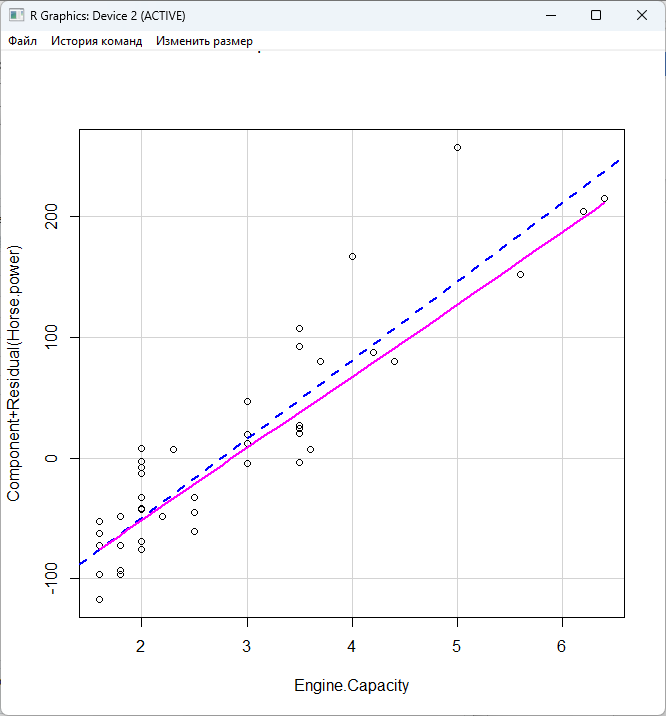 R Graphics: Device 2 (ACTIVE)
Файл История команд Изменить размер
Component+Residual(Horse.power)
200
100
0
-100
2 3 4 5 6
Engine.Capacity